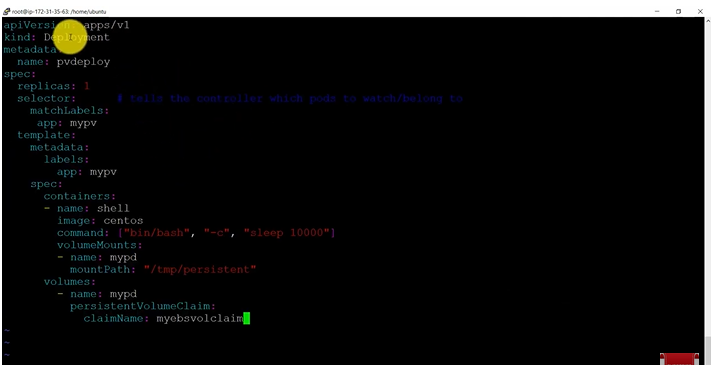 root@ip-172-31-35-63: /home/ubuntu
apiVersion: apps/v1
kind: Deployment
metadata:
  name: pvdeploy
spec:
  replicas: 1
  selector:      # tells the controller which pods to watch/belong to
    matchLabels:
     app: mypv
  template:
    metadata:
      labels:
        app: mypv
    spec:
      containers:
      - name: shell
        image: centos
        command: ["bin/bash", "-c", "sleep 10000"]
        volumeMounts:
        - name: mypd
          mountPath: "/tmp/persistent"
      volumes:
        - name: mypd
          persistentVolumeClaim:
            claimName: myebsvolclaim
~
~
~